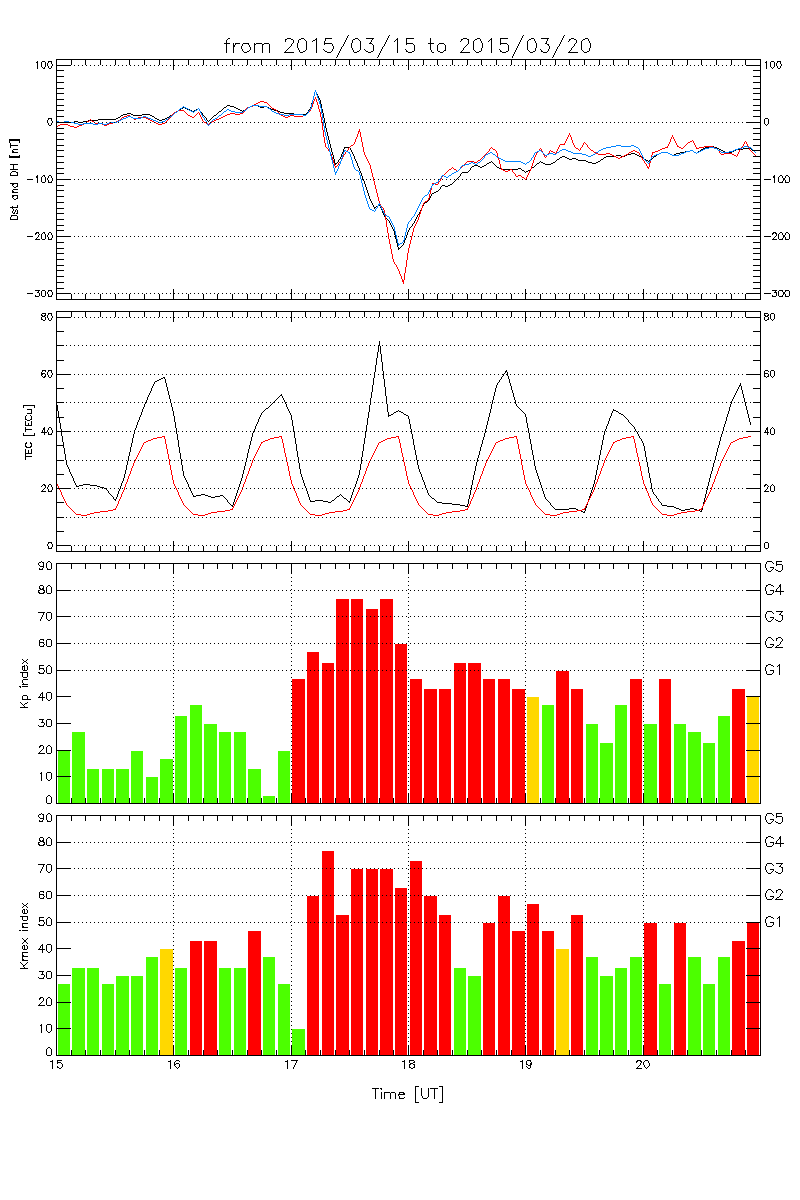 from 2015/03/15 to 2015/03/20
100 100
0 0
-100 -100
-200 -200
-300 -300
Dst and DH [nT]
80 80
60 60
40 40
20 20
0 0
TEC [TECu]
90 G5
80 G4
70 G3
60 G2
50 G1
40
30
20
10
0
Kp index
90 G5
80 G4
70 G3
60 G2
50 G1
40
30
20
10
0
Kmex index
15 16 17 18 19 20
Time [UT]